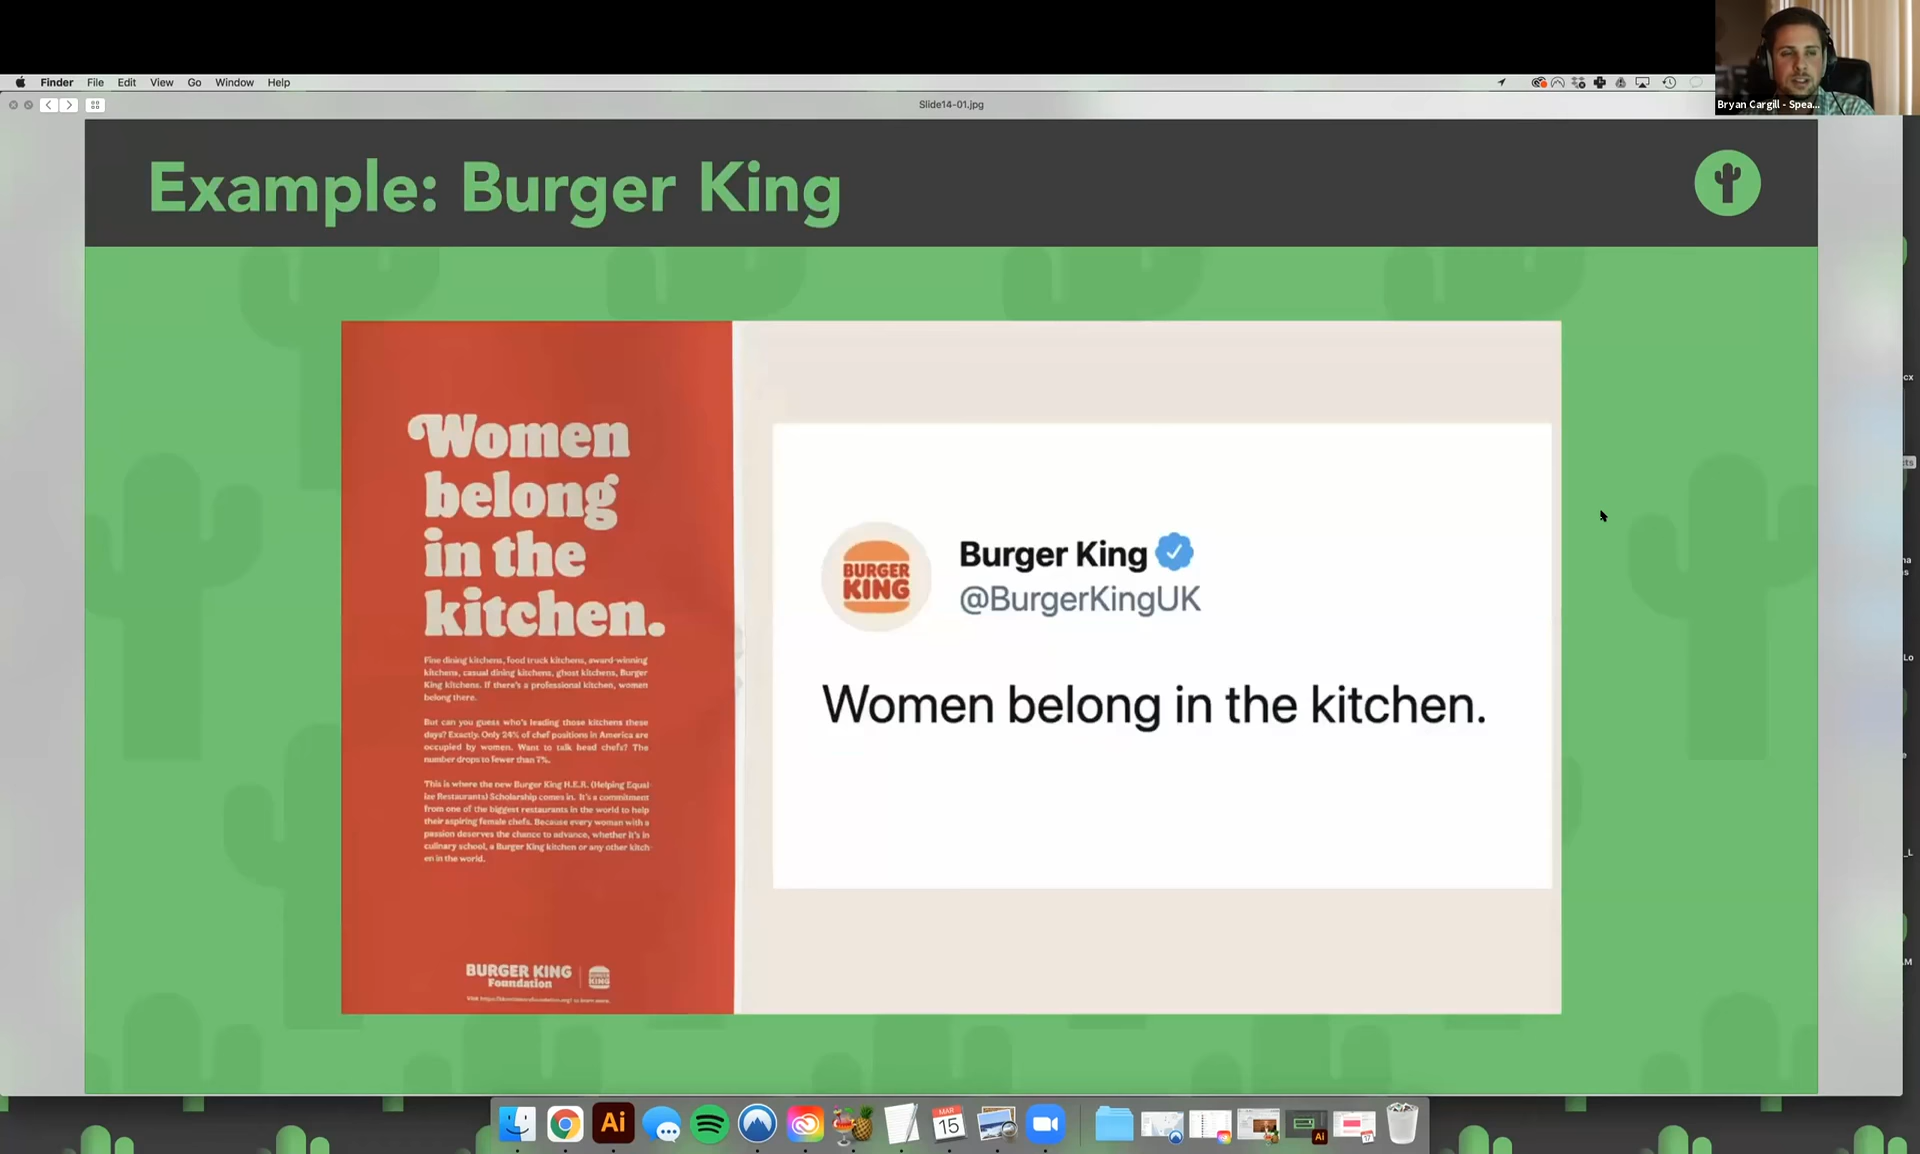 Bryan Cargill - Spea...
Finder File Edit View Go Window Help
Slide14-01.jpg
Example: Burger King
Women
belong
in the
kitchen.
Fine dining kitchens, food truck kitchens, award-winning
kitchens, casual dining kitchens, ghost kitchens, Burger
King kitchens. If there's a professional kitchen, women
belong there.
But can you guess who's leading those kitchens these
days? Exactly. Only 24% of chef positions in America are
occupied by women. Want to talk head chefs? The
number drops to fewer than 7%.
This is where the new Burger King H.E.R. (Helping Equal
ize Restaurants) Scholarship comes in. It's a commitment
from one of the biggest restaurants in the world to help
their aspiring female chefs. Because every woman with a
passion deserves the chance to advance, whether it's in
culinary school, a Burger King kitchen or any other kitch
en in the world.
BURGER KING
Foundation
BURGER
KING
BURGER
KING
Burger King
@BurgerKingUK
Women belong in the kitchen.
Ai
MAR
15
Ai
17